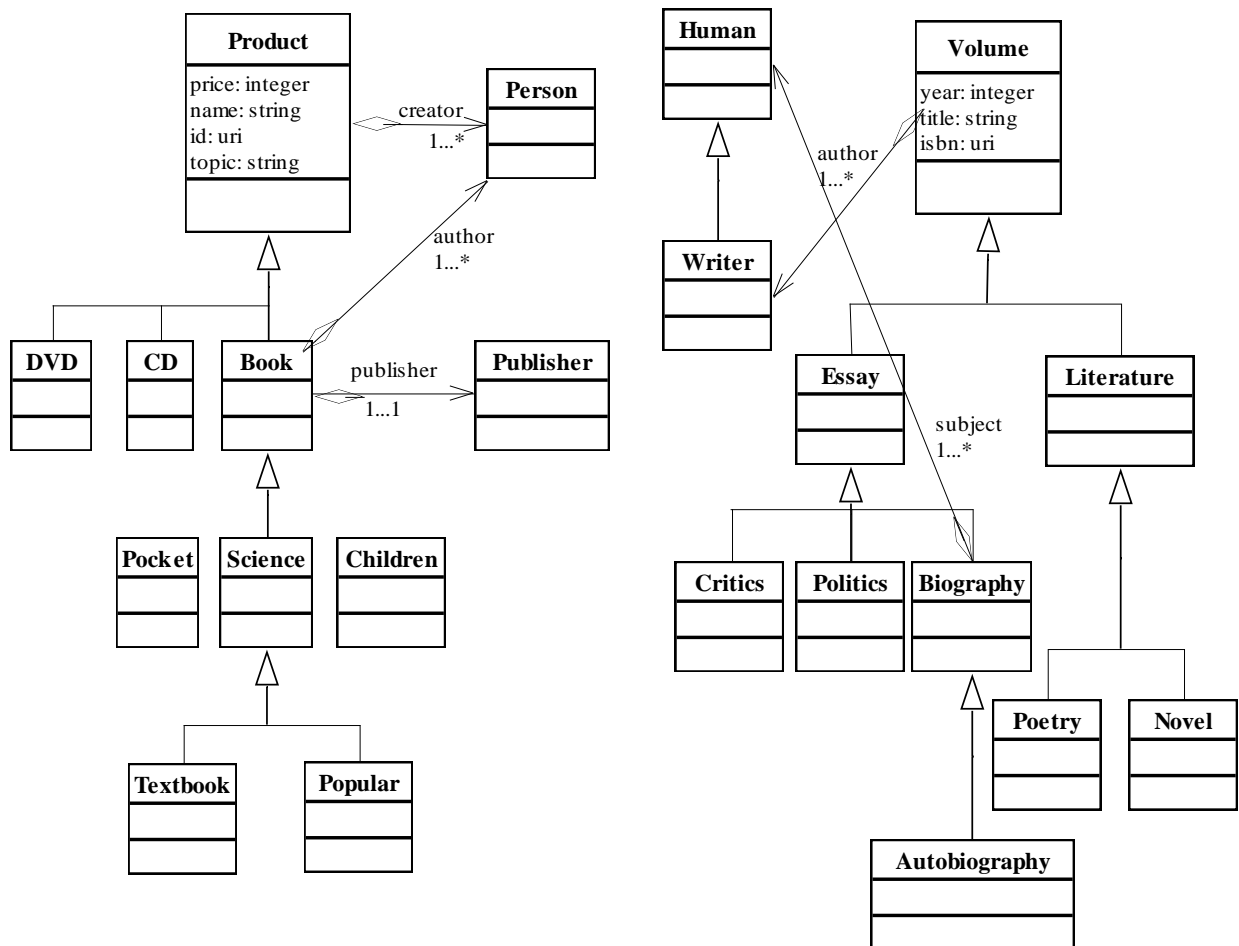 Product
price: integer
name: string
id: uri
topic: string
creator
1...*
Person
author
1...*
DVD
CD
Book
publisher
1...1
Publisher
Pocket
Science
Children
Textbook
Popular
Human
Volume
year: integer
title: string
isbn: uri
author
1...*
Writer
Essay
Literature
subject
1...*
Critics
Politics
Biography
Poetry
Novel
Autobiography